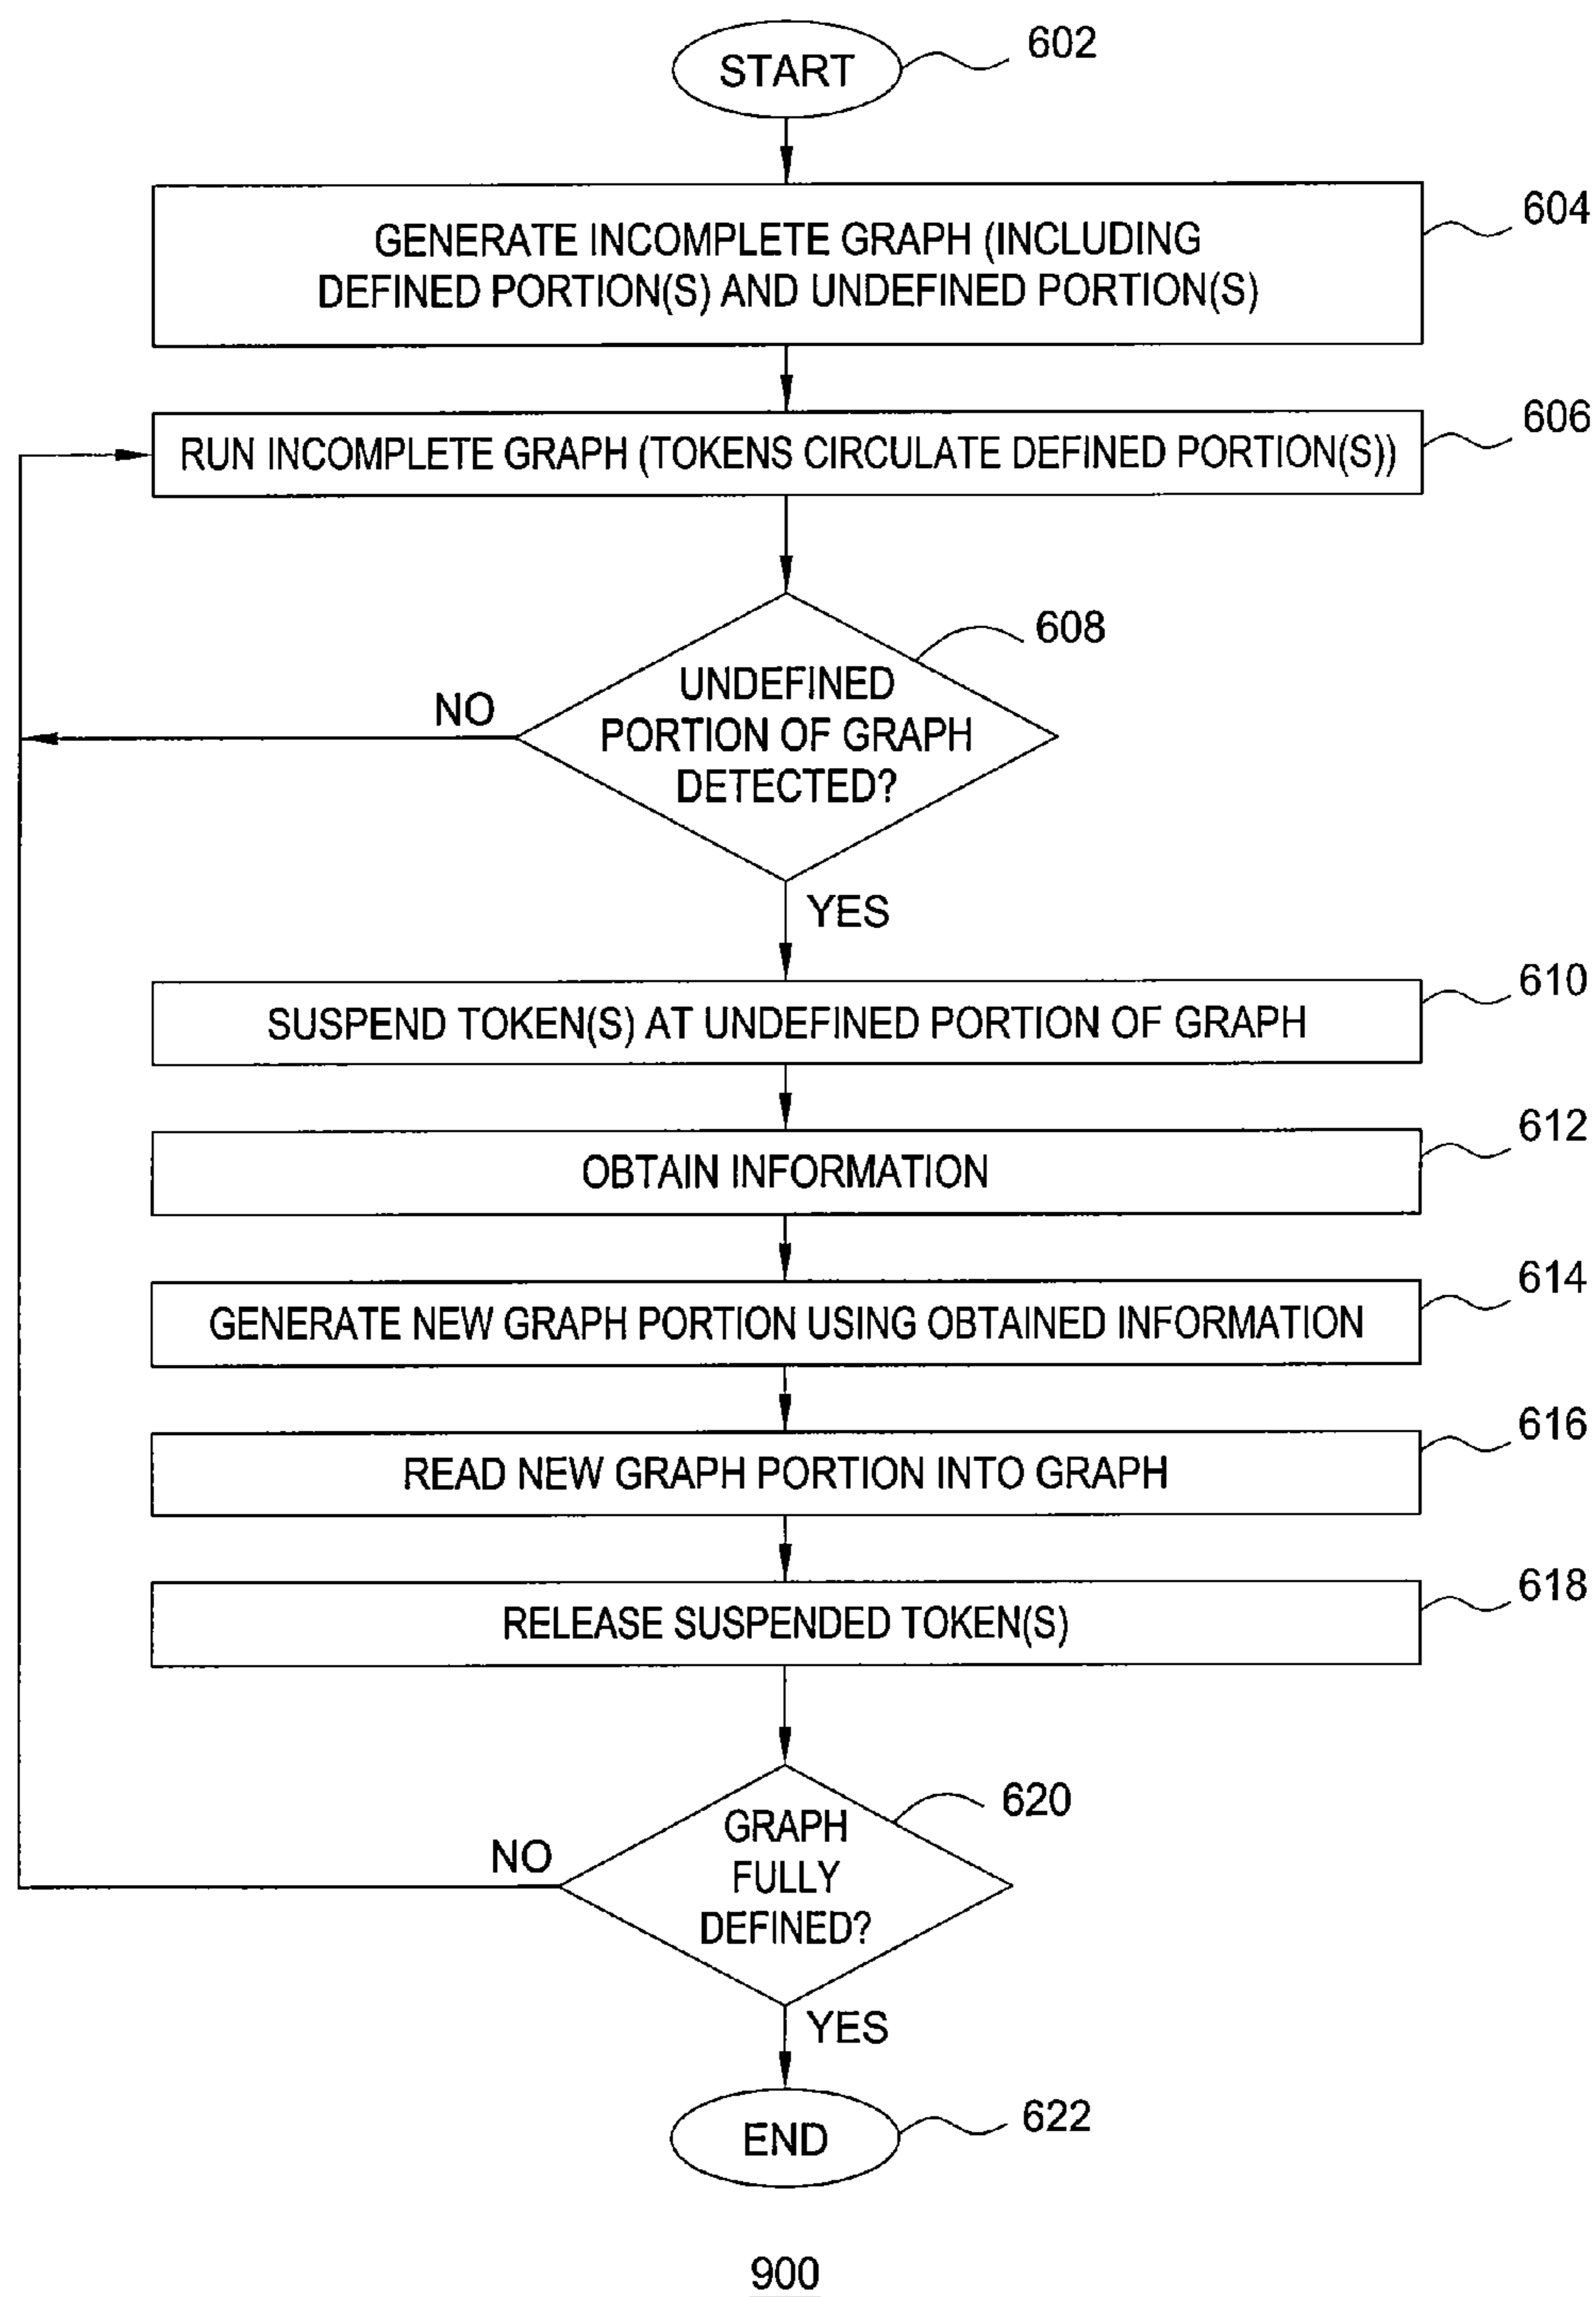 START
602
GENERATE INCOMPLETE GRAPH (INCLUDING
DEFINED PORTION(S) AND UNDEFINED PORTION(S)
604
RUN INCOMPLETE GRAPH (TOKENS CIRCULATE DEFINED PORTION(S))
606
UNDEFINED
PORTION OF GRAPH
DETECTED?
608
NO
YES
SUSPEND TOKEN(S) AT UNDEFINED PORTION OF GRAPH
610
OBTAIN INFORMATION
612
GENERATE NEW GRAPH PORTION USING OBTAINED INFORMATION
614
READ NEW GRAPH PORTION INTO GRAPH
616
RELEASE SUSPENDED TOKEN(S)
618
GRAPH
FULLY
DEFINED?
620
NO
YES
END
622
900